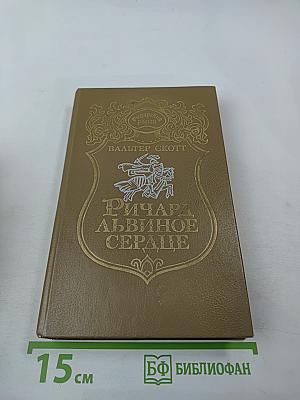 ВАЛЬТЕР СКОТТ
РИЧАРД
ЛЬВИНОЕ
СЕРДЦЕ
15 см
БФ БИБЛИОФАН